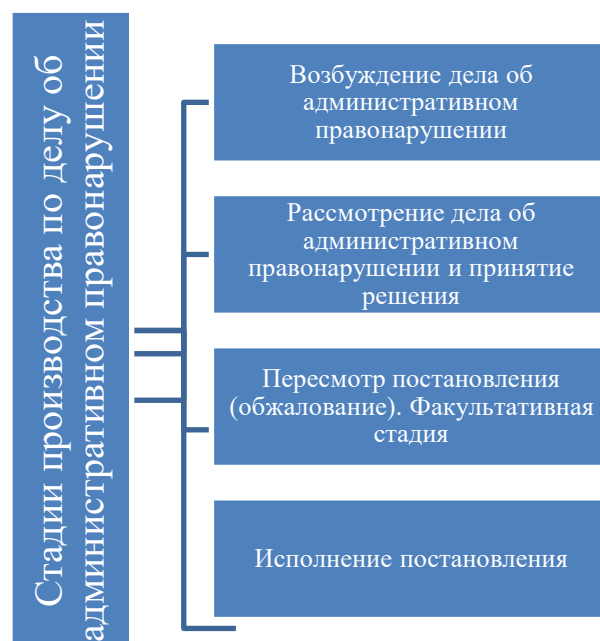 Стадии производства по делу об
административном правонарушении
Возбуждение дела об
административном
правонарушении
Рассмотрение дела об
административном
правонарушении и принятие
решения
Пересмотр постановления
(обжалование). Факультативная
стадия
Исполнение постановления